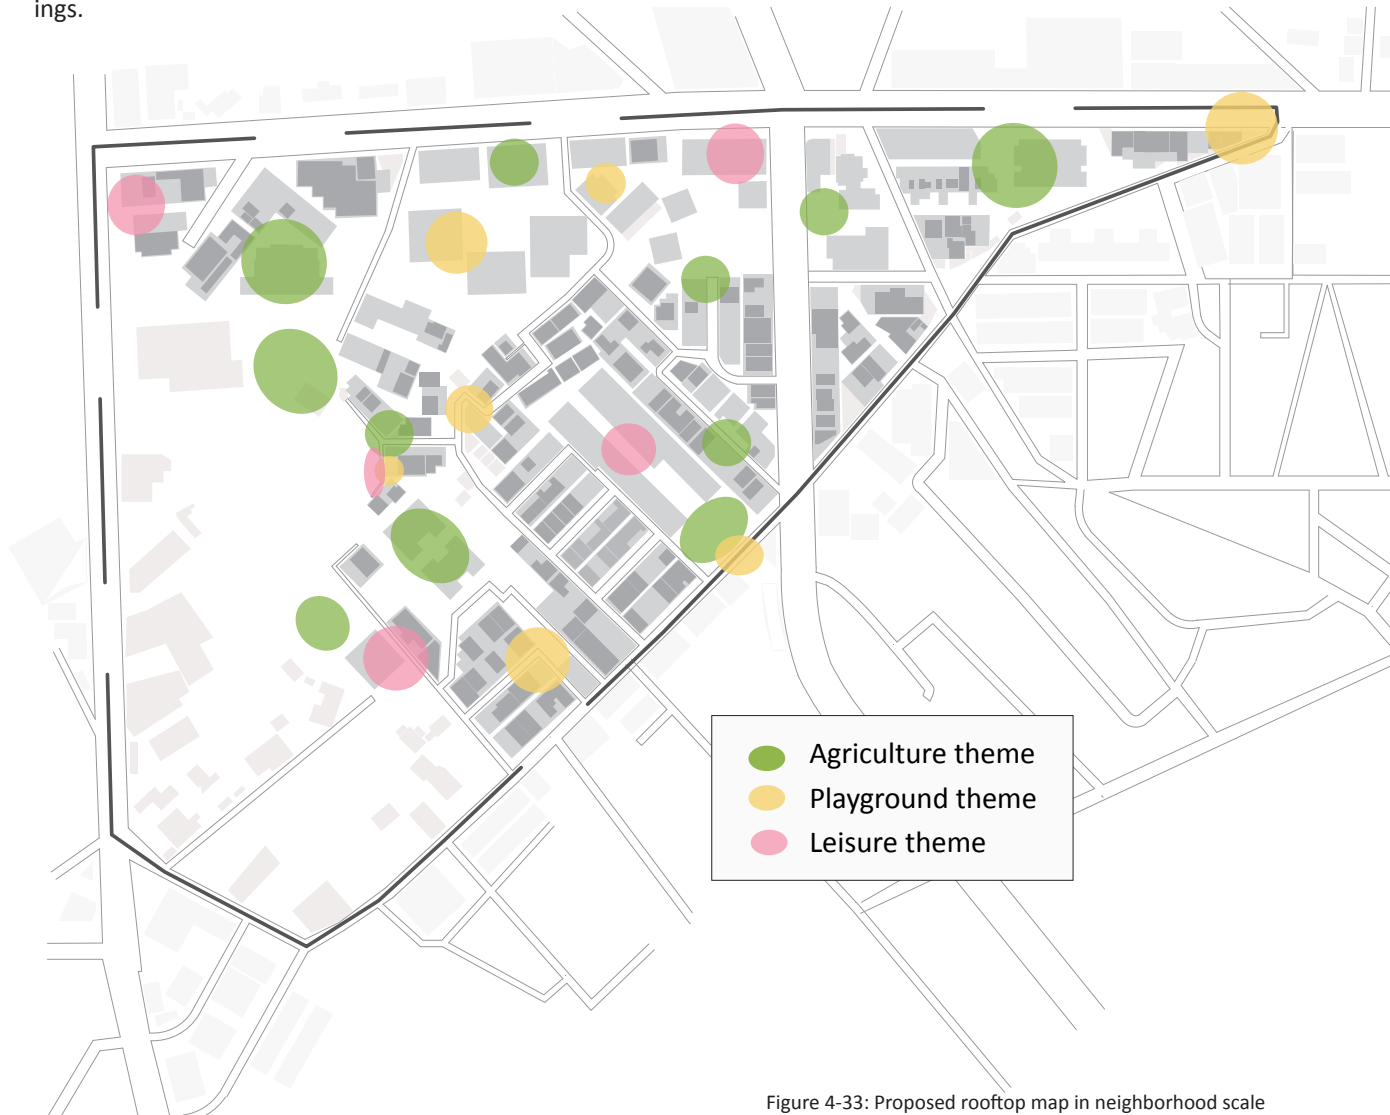 ings.
Agriculture theme
Playground theme
Leisure theme
Figure 4-33: Proposed rooftop map in neighborhood scale